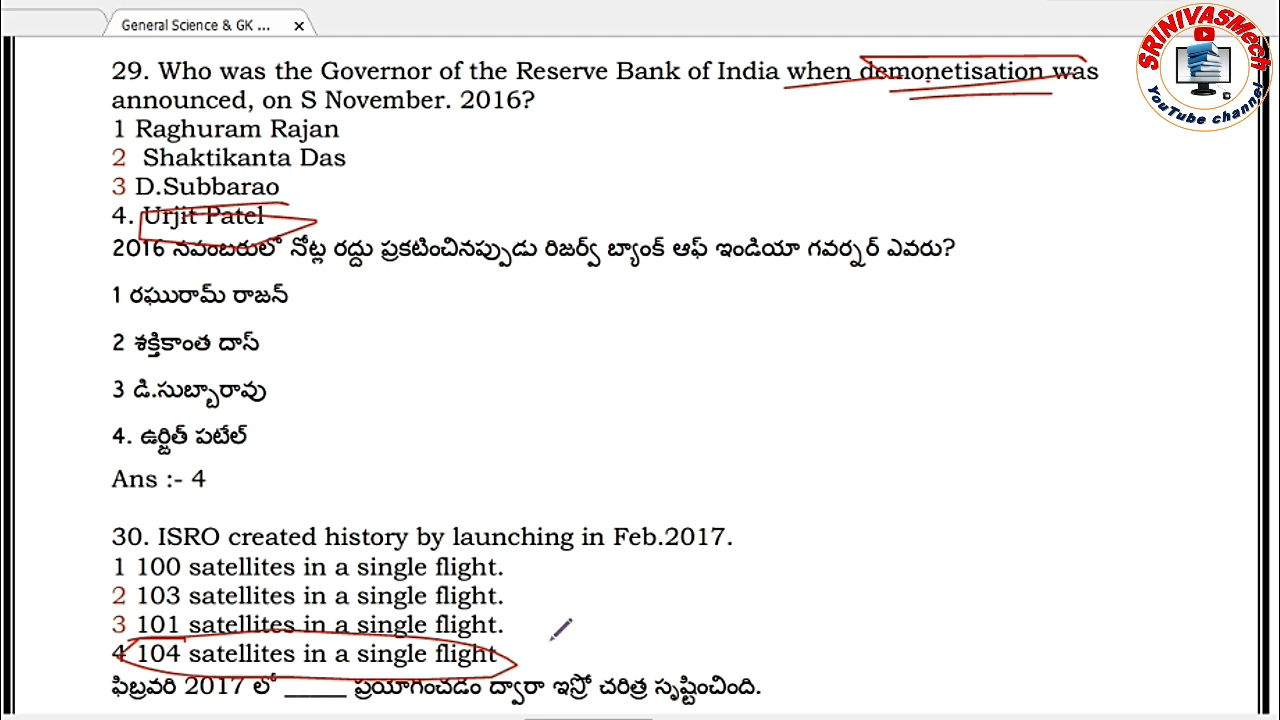 General Science & GK ...
SRINIVASMech
YouTube channel
29. Who was the Governor of the Reserve Bank of India when demonetisation was
announced, on S November. 2016?
1 Raghuram Rajan
2 Shaktikanta Das
3 D.Subbarao
4. Urjit Patel
2016 నవంబరులో నోట్ల రద్దు ప్రకటించినప్పుడు రిజర్వ్ బ్యాంక్ ఆఫ్ ఇండియా గవర్నర్ ఎవరు?
1 రఘురామ్ రాజన్
2 శక్తికాంత దాస్
3 డి.సుబ్బారావు
4. ఉర్జిత్ పటేల్
Ans :- 4
30. ISRO created history by launching in Feb.2017.
1 100 satellites in a single flight.
2 103 satellites in a single flight.
3 101 satellites in a single flight.
4 104 satellites in a single flight
ఫిబ్రవరి 2017 లో _____ ప్రయోగించడం ద్వారా ఇస్రో చరిత్ర సృష్టించింది.